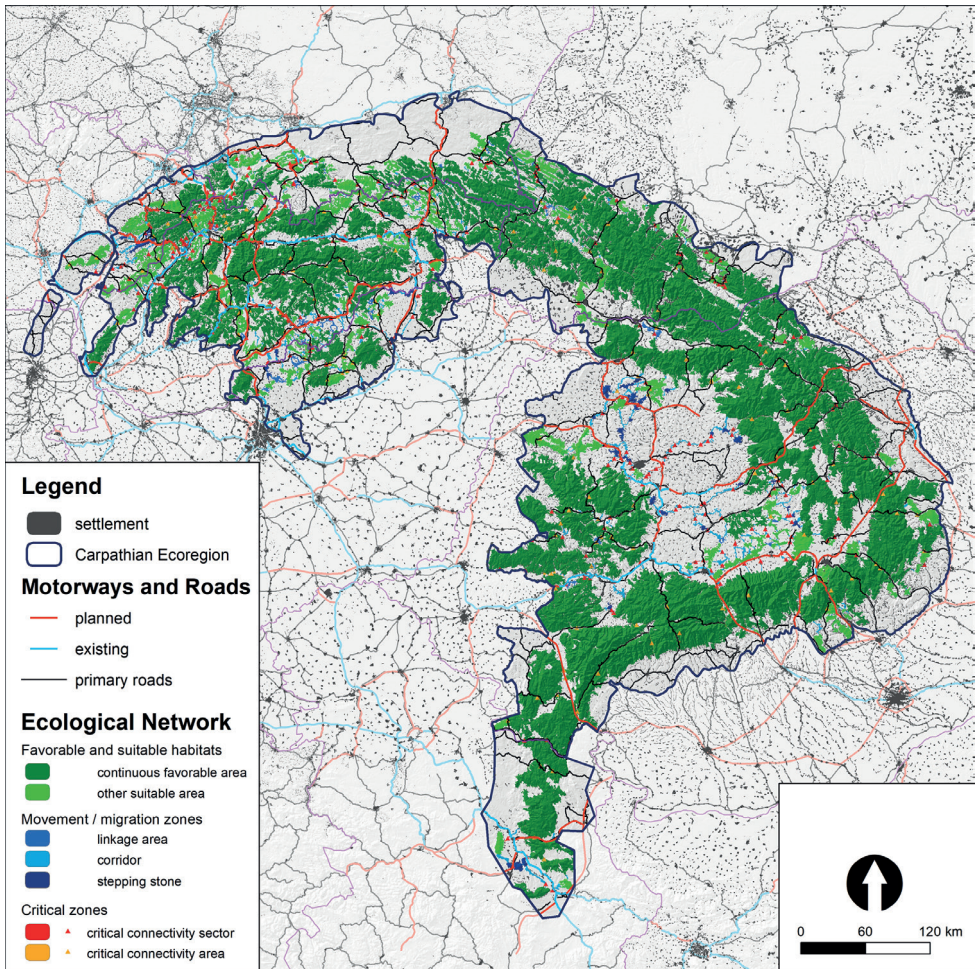 Legend
settlement
Carpathian Ecoregion
Motorways and Roads
planned
existing
primary roads
Ecological Network
Favorable and suitable habitats
continuous favorable area
other suitable area
Movement / migration zones
linkage area
corridor
stepping stone
Critical zones
critical connectivity sector
critical connectivity area
0 60 120 km